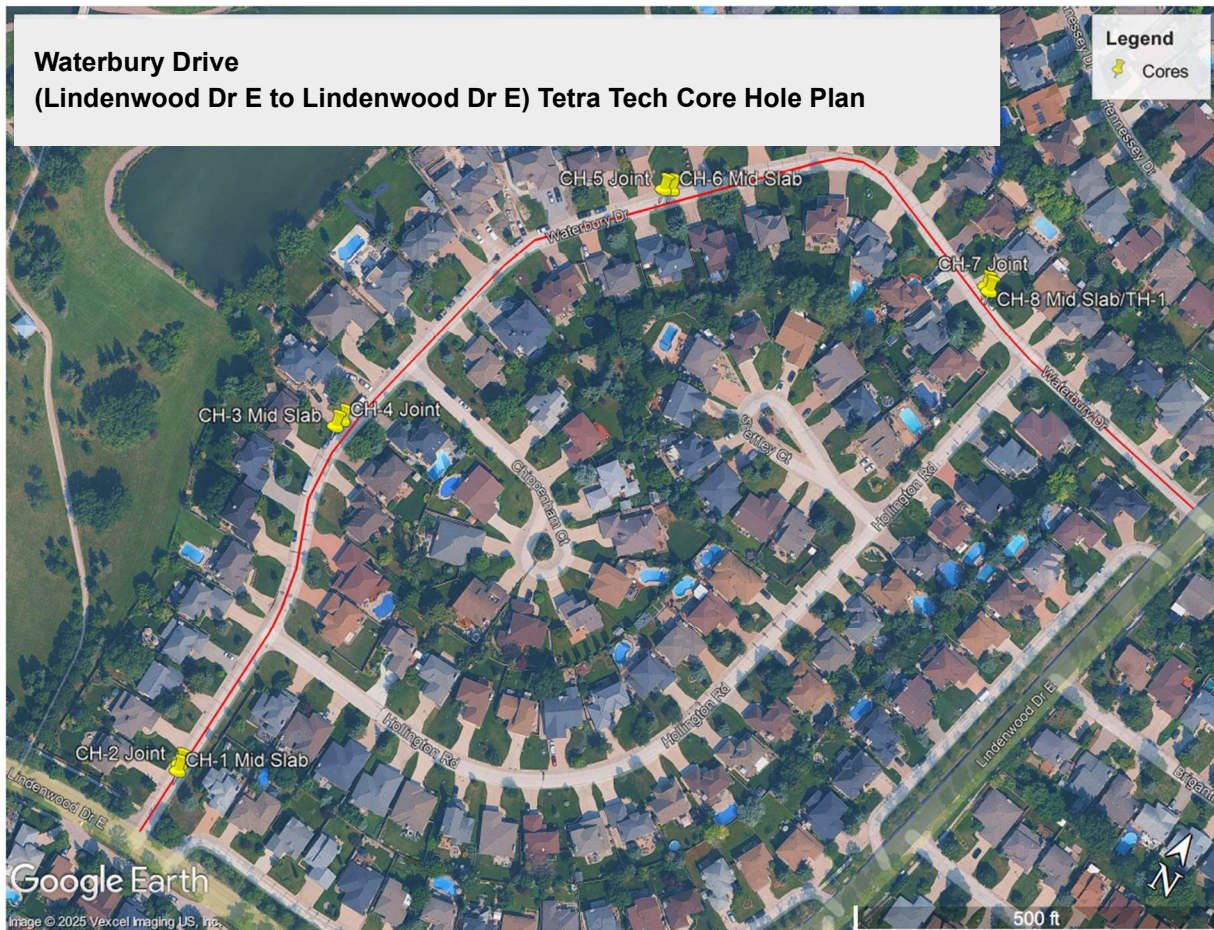 Waterbury Drive
(Lindenwood Dr E to Lindenwood Dr E) Tetra Tech Core Hole Plan
Legend
Cores
Hennessey Dr
CH-5 Joint
CH-6 Mid Slab
Waterbury Dr
CH-7 Joint
CH-8 Mid Slab/TH-1
Waterbury Dr
CH-3 Mid Slab
CH-4 Joint
Chippenham Ct
Hollington Rd
Hollington Rd
Hollington Rd
Lindenwood Dr E
CH-2 Joint
CH-1 Mid Slab
Lindenwood Dr E
Google Earth
Image © 2025 Vexcel Imaging US, Inc.
N
500 ft